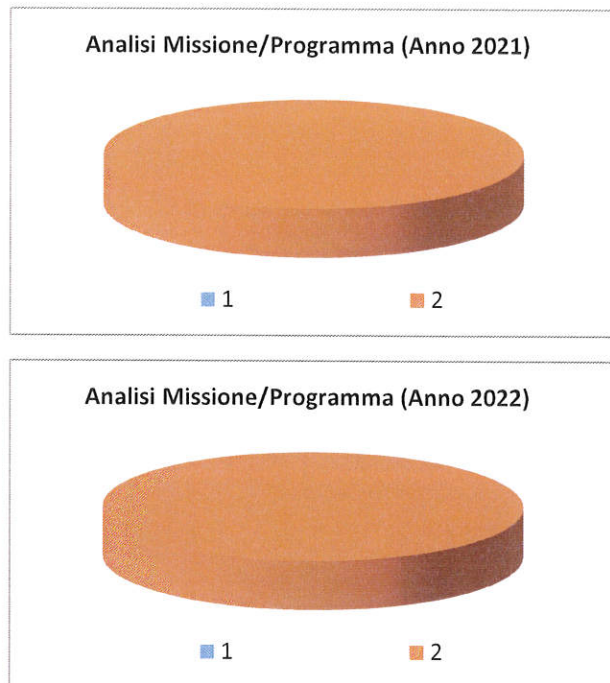 Analisi Missione/Programma (Anno 2021)
1 2
Analisi Missione/Programma (Anno 2022)
1 2